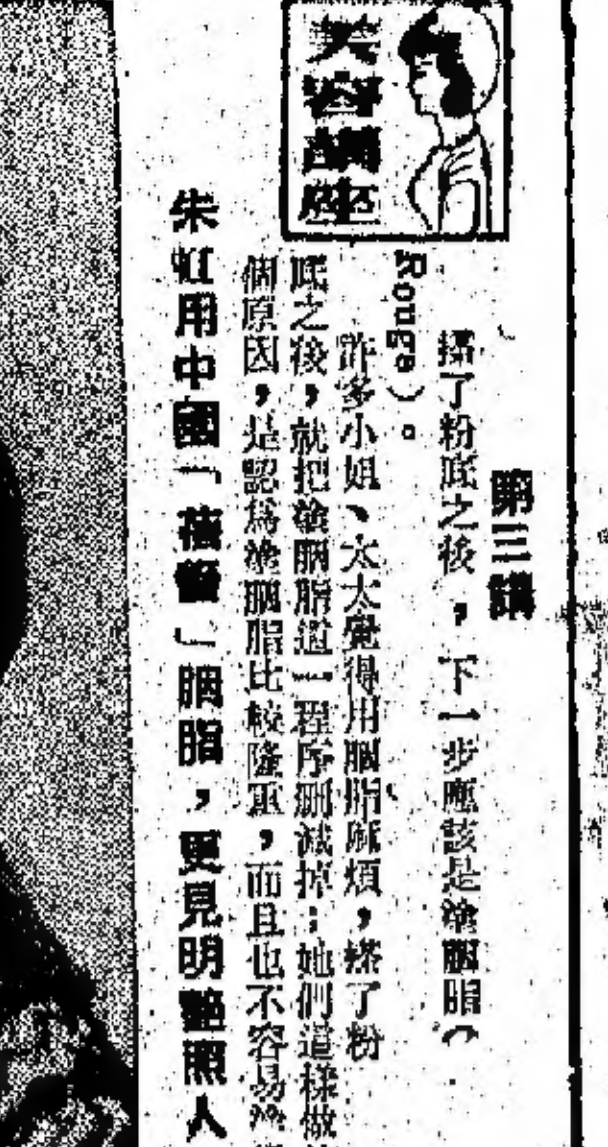 美容講座
第三講
搽了粉底之後，下一步應該是塗胭脂（
Rouge）。
許多小姐、太太覺得用胭脂麻煩，搽了粉
底之後，就把塗胭脂這一程序刪減掉；她們這樣做
個原因，是認爲塗胭脂比較隆重，而且也不容易塗
朱虹用中國「蓓蕾」胭脂，更見明艷照人